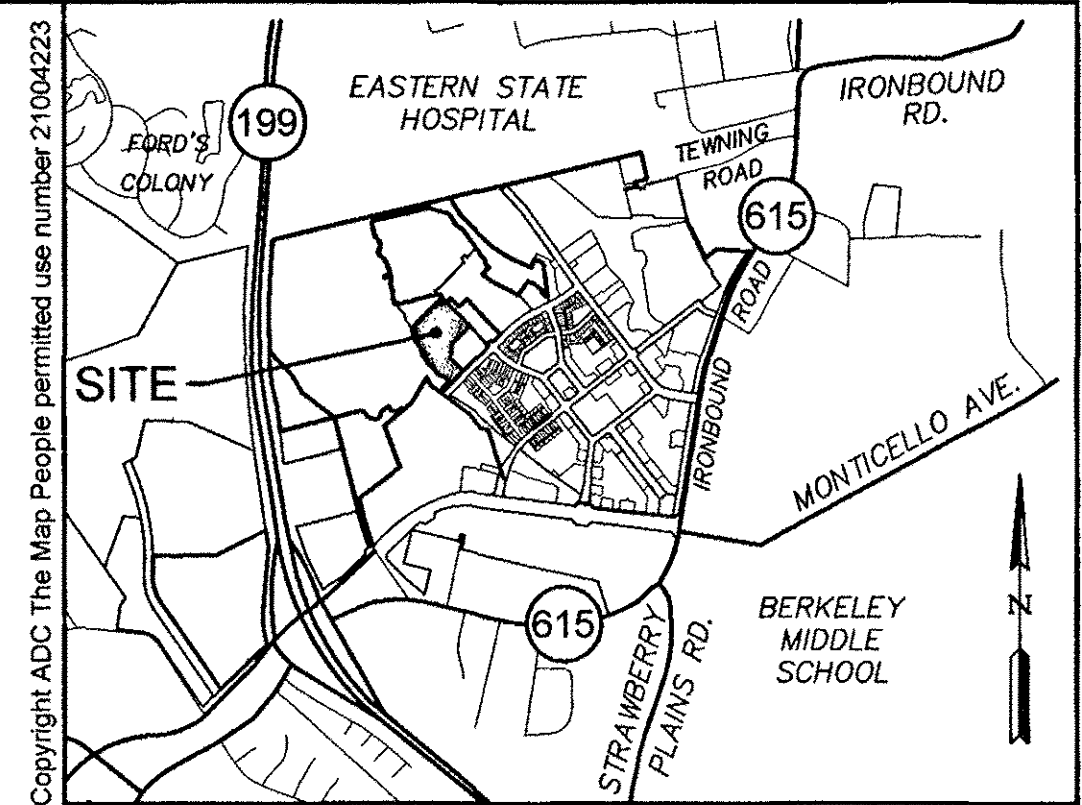 Copyright ADC The Map People permitted use number 21004223
EASTERN STATE
HOSPITAL
IRONBOUND
RD.
199
FORD'S
COLONY
TEWNING
ROAD
615
ROAD
SITE
IRONBOUND
MONTICELLO AVE.
615
STRAWBERRY
PLAINS RD.
BERKELEY
MIDDLE
SCHOOL
N